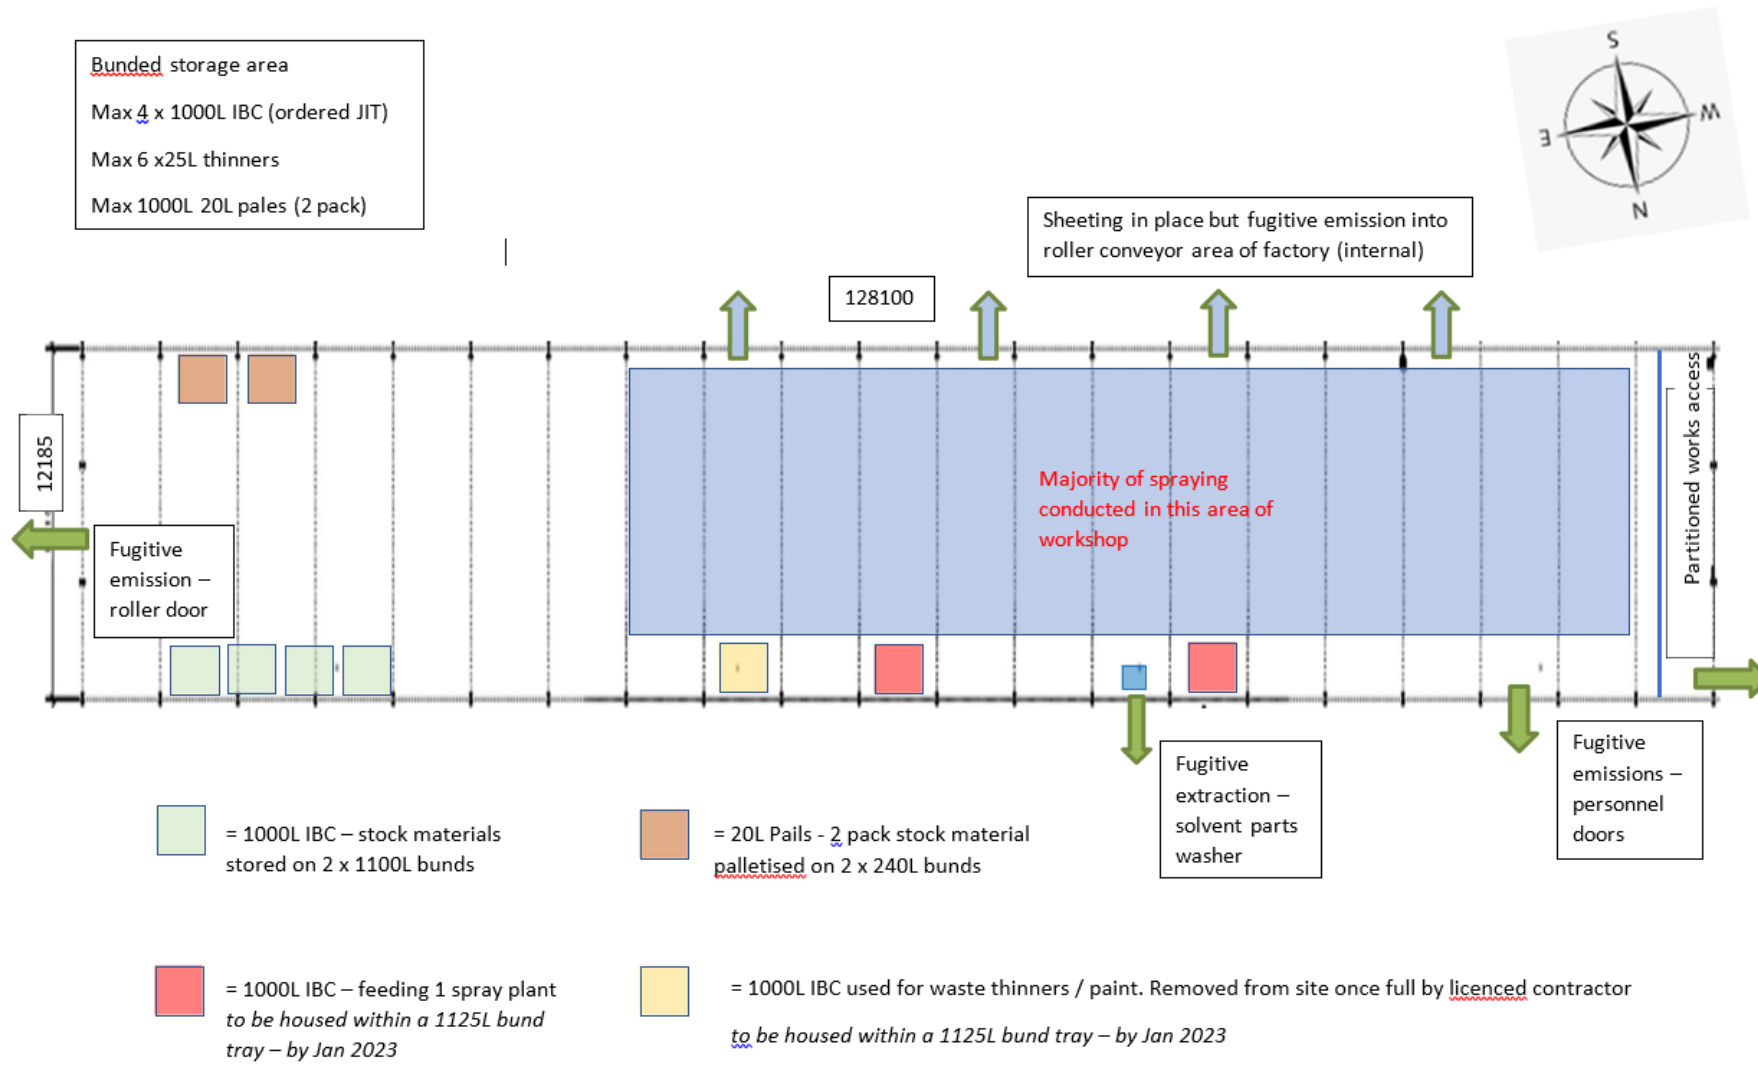 Bunded storage area
Max 4 x 1000L IBC (ordered JIT)
Max 6 x25L thinners
Max 1000L 20L pales (2 pack)
S
W
E
N
Sheeting in place but fugitive emission into
roller conveyor area of factory (internal)
128100
12185
Partitioned works access
Majority of spraying
conducted in this area of
workshop
Fugitive
emission –
roller door
Fugitive
extraction –
solvent parts
washer
Fugitive
emissions –
personnel
doors
= 1000L IBC – stock materials
stored on 2 x 1100L bunds
= 20L Pails - 2 pack stock material
palletised on 2 x 240L bunds
= 1000L IBC – feeding 1 spray plant
to be housed within a 1125L bund
tray – by Jan 2023
= 1000L IBC used for waste thinners / paint. Removed from site once full by licenced contractor
to be housed within a 1125L bund tray – by Jan 2023